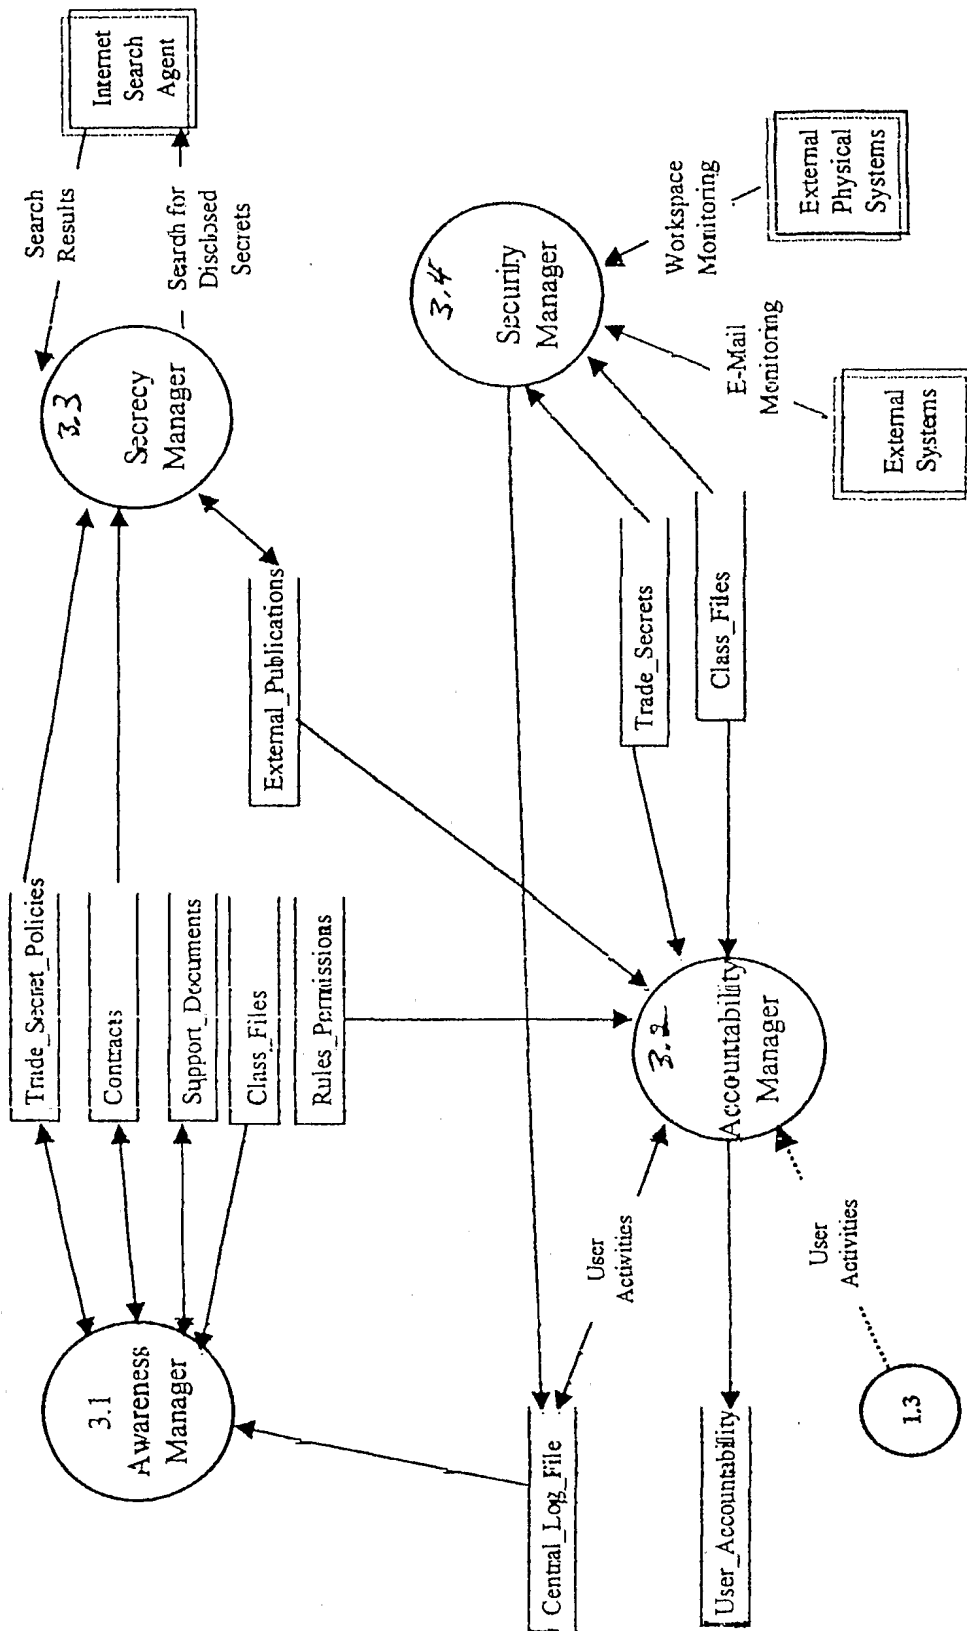 3.1
Awareness
Manager
Trade_Secret_Policies
Contracts
Support_Documents
Class_Files
Rules_Permissions
3.3
Secrecy
Manager
Search
Results
Search for
Disclosed
Secrets
Internet
Search
Agent
External_Publications
Central_Log_File
User
Activities
3.4
Security
Manager
Workspace
Monitoring
External
Physical
Systems
E-Mail
Monitoring
External
Systems
Trade_Secrets
Class_Files
3.2
Accountability
Manager
User_Accountability
User
Activities
1.3